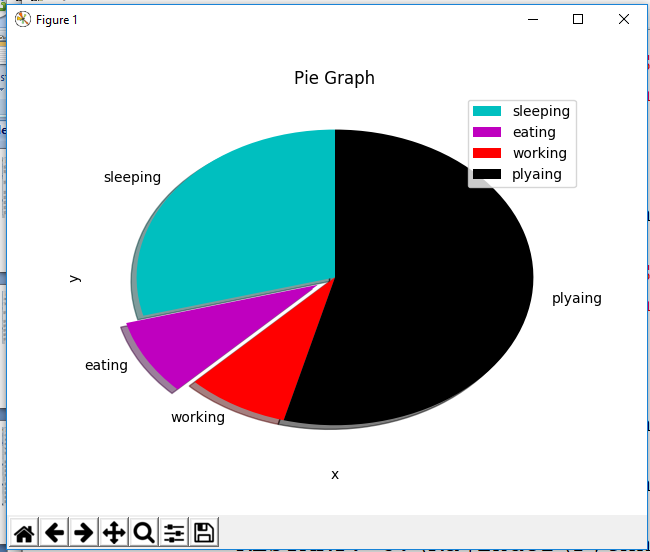 Figure 1
Pie Graph
sleeping
eating
working
plyaing
sleeping
y
plyaing
eating
working
x